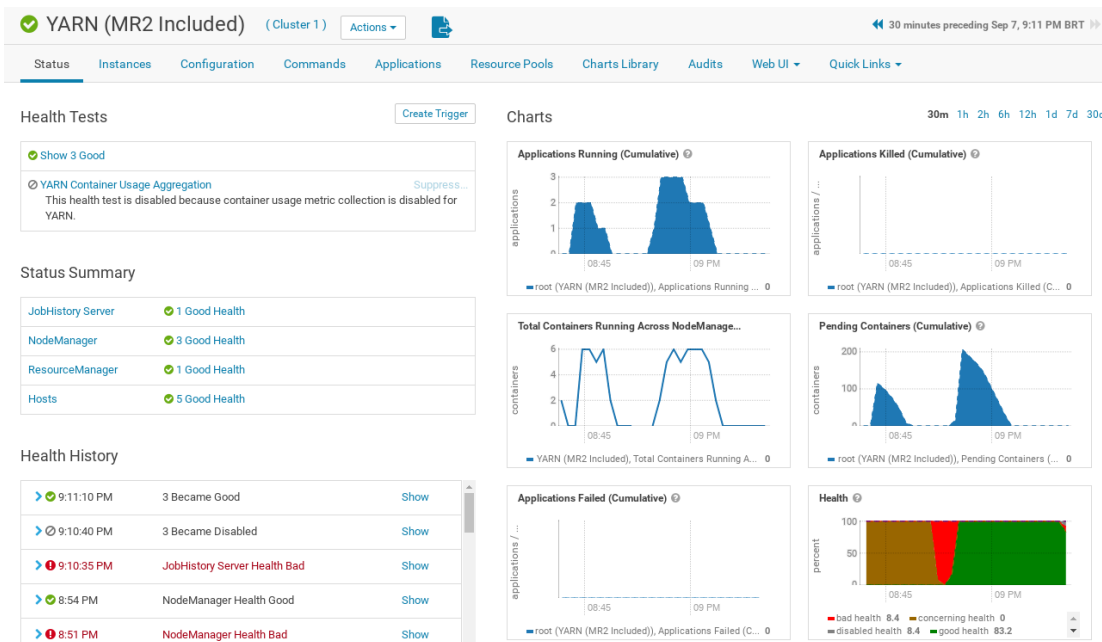 YARN (MR2 Included) ( Cluster 1 ) Actions 30 minutes preceding Sep 7, 9:11 PM BRT
Status Instances Configuration Commands Applications Resource Pools Charts Library Audits Web UI Quick Links
Health Tests Create Trigger
Show 3 Good
YARN Container Usage Aggregation Suppress...
This health test is disabled because container usage metric collection is disabled for
YARN.
Status Summary
JobHistory Server 1 Good Health
NodeManager 3 Good Health
ResourceManager 1 Good Health
Hosts 5 Good Health
Health History
9:11:10 PM 3 Became Good Show
9:10:40 PM 3 Became Disabled Show
9:10:35 PM JobHistory Server Health Bad Show
8:54 PM NodeManager Health Good Show
8:51 PM NodeManager Health Bad Show
Charts 30m 1h 2h 6h 12h 1d 7d 30d
Applications Running (Cumulative)
applications
3
2
1
0
08:45 09 PM
root (YARN (MR2 Included)), Applications Running ... 0
Applications Killed (Cumulative)
applications / ...
08:45 09 PM
root (YARN (MR2 Included)), Applications Killed (C... 0
Total Containers Running Across NodeManage...
containers
6
4
2
0
08:45 09 PM
YARN (MR2 Included), Total Containers Running A... 0
Pending Containers (Cumulative)
containers
200
100
0
08:45 09 PM
root (YARN (MR2 Included)), Pending Containers (... 0
Applications Failed (Cumulative)
applications / ...
08:45 09 PM
root (YARN (MR2 Included)), Applications Failed (C... 0
Health
percent
100
50
0
08:45 09 PM
bad health 8.4 concerning health 0
disabled health 8.4 good health 83.2